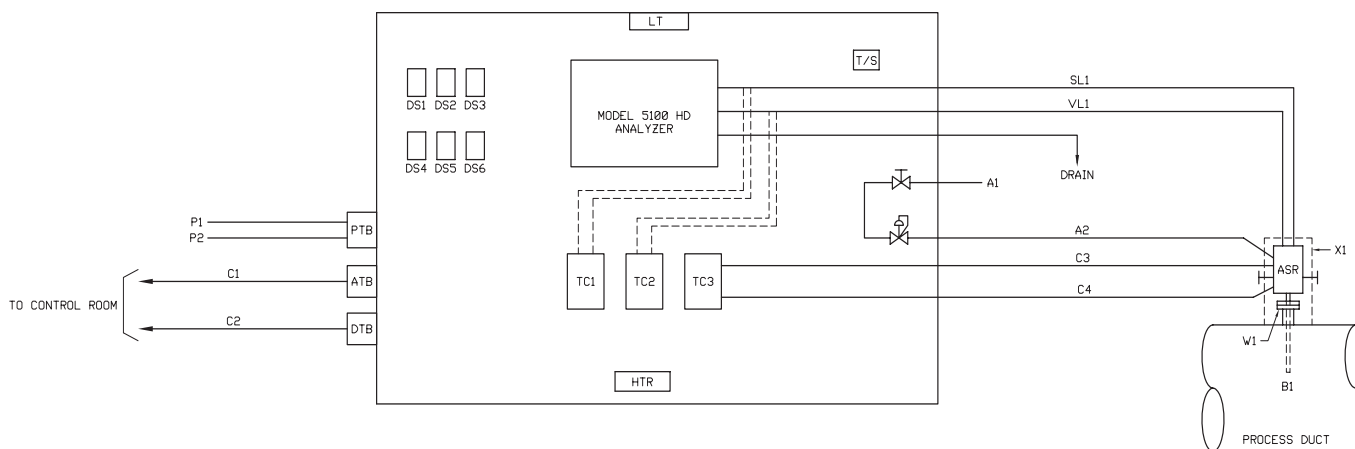 LT
T/S
DS1 DS2 DS3
DS4 DS5 DS6
MODEL 5100 HD
ANALYZER
SL1
VL1
DRAIN
A1
P1
P2
PTB
A2
X1
C1
ATB
TC1
TC2
TC3
C3
ASR
C4
TO CONTROL ROOM
C2
DTB
W1
HTR
B1
PROCESS DUCT